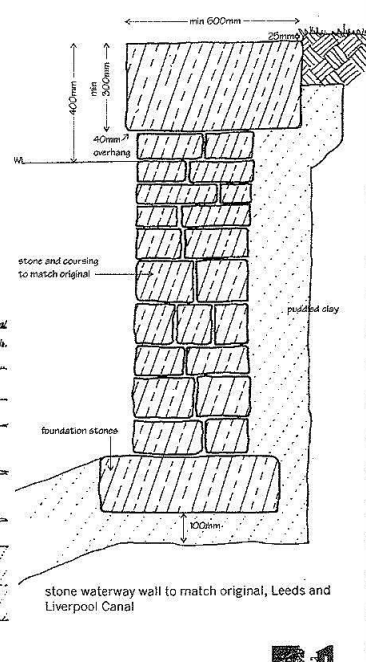 min 600mm
25mm
400mm
min
300mm
40mm
overhang
WL
stone and coursing
to match original
puddled clay
foundation stones
100mm
stone waterway wall to match original, Leeds and
Liverpool Canal